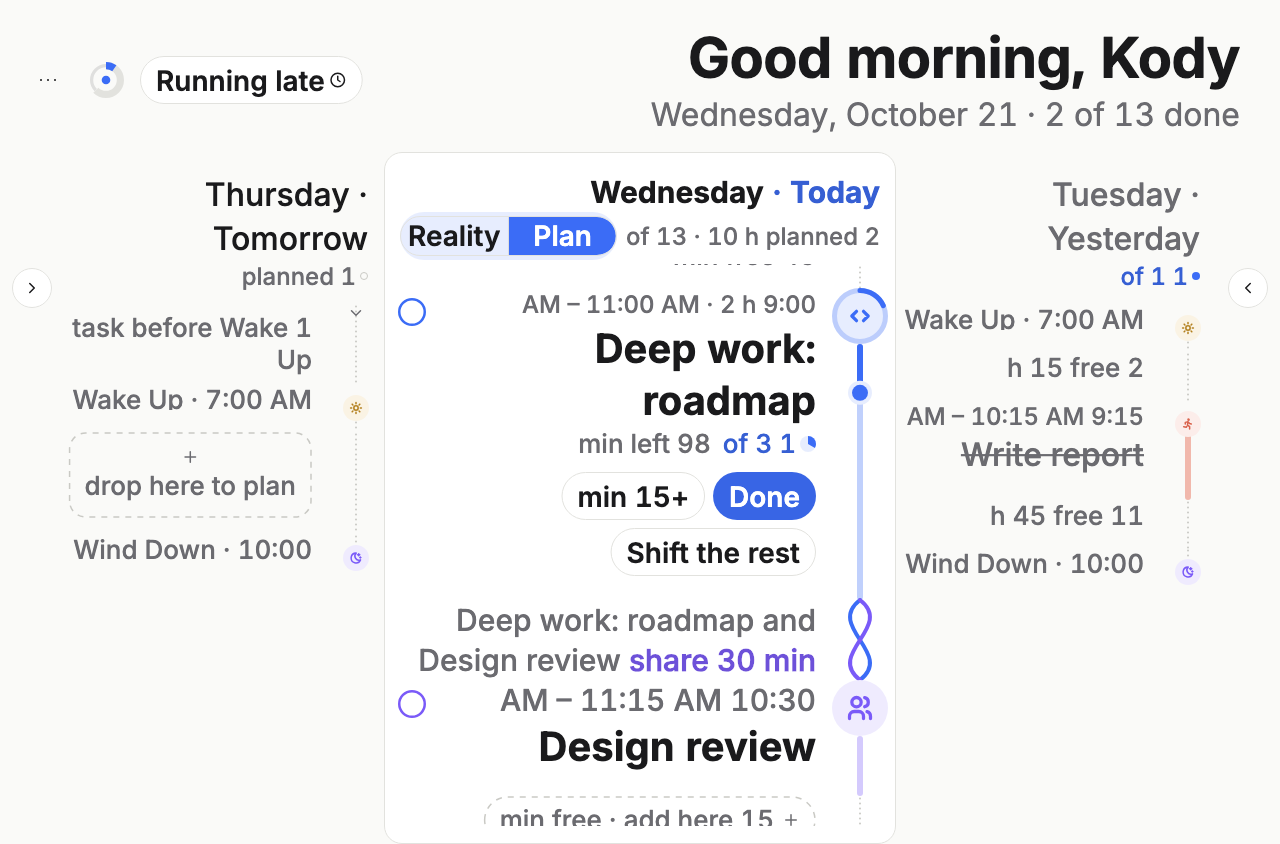 Good morning, Kody
Wednesday, October 21 · 2 of 13 done
Running late
Wednesday · Today
Reality
Plan
of 13 · 10 h planned 2
AM – 11:00 AM · 2 h 9:00
Deep work:
roadmap
min left 98 of 3 1
min 15+
Done
Shift the rest
Deep work: roadmap and
Design review share 30 min
AM – 11:15 AM 10:30
Design review
min free · add here 15 +
Thursday ·
Tomorrow
planned 1
task before Wake 1
Up
Wake Up · 7:00 AM
+
drop here to plan
Wind Down · 10:00
Tuesday ·
Yesterday
of 1 1
Wake Up · 7:00 AM
h 15 free 2
AM – 10:15 AM 9:15
Write report
h 45 free 11
Wind Down · 10:00